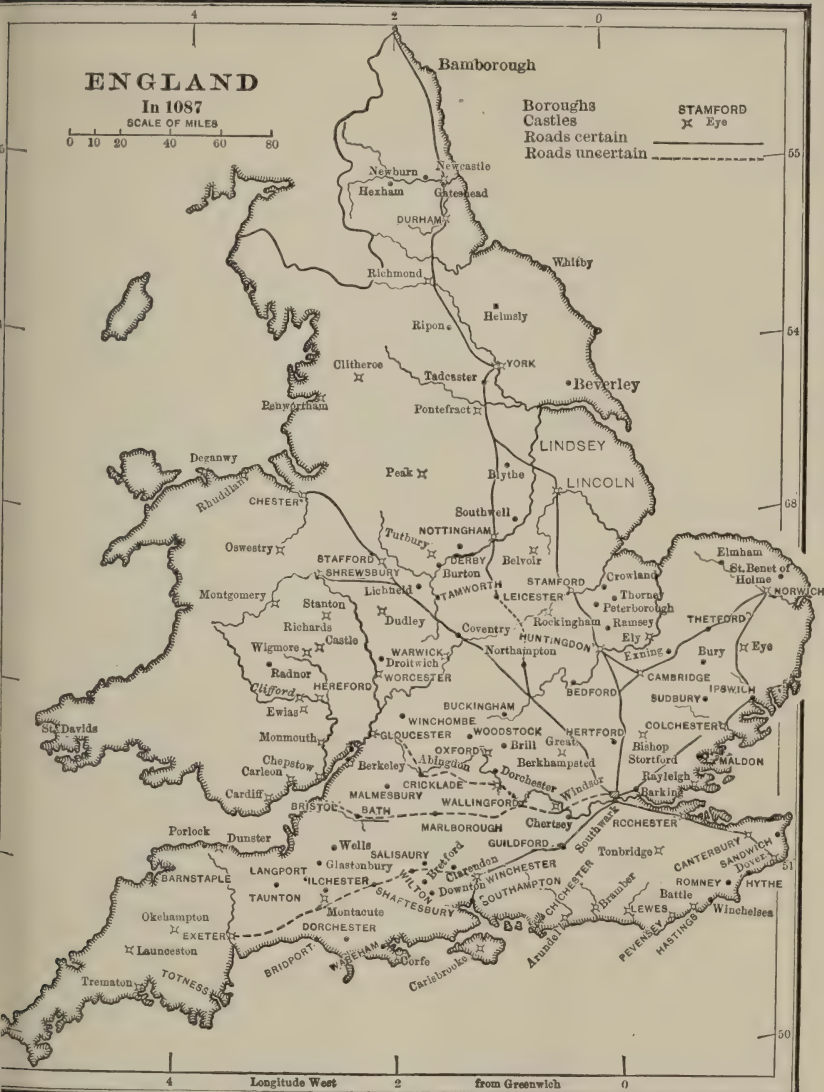 4 2 0
ENGLAND
In 1087
SCALE OF MILES
0 10 20 40 60 80
Boroughs STAMFORD
Castles Eye
Roads certain
Roads uncertain
Bamborough
55
Newburn
Newcastle
Hexham
Gateshead
DURHAM
Whitby
Richmond
Helmsly
54
Ripon
YORK
Clitheroe
Tadcaster
Beverley
Penwortham
Pontefract
LINDSEY
Deganwy
Rhuddlan
Peak
Blythe
LINCOLN
CHESTER
53
Southwell
NOTTINGHAM
Tutbury
Oswestry
STAFFORD
DERBY
Belvoir
Elmham
St. Benet of
Holme
SHREWSBURY
Burton
STAMFORD
Crowland
NORWICH
Lichfield
TAMWORTH
LEICESTER
Thorne
Montgomery
Stanton
Peterborough
Dudley
Rockingham
Ramsey
THETFORD
Richards
Castle
Coventry
HUNTINGDON
Ely
Wigmore
WARWICK
Northampton
Exning
Bury
Eye
Radnor
Droitwich
CAMBRIDGE
WORCESTER
Clifford
HEREFORD
BEDFORD
SUDBURY
IPSWICH
Ewias
BUCKINGHAM
WINCHOMBE
COLCHESTER
St. Davids
Monmouth
GLOUCESTER
WOODSTOCK
HERTFORD
OXFORD
Brill
Great
Berkhampsted
Bishop
Stortford
MALDON
Chepstow
Berkeley
Abingdon
Carleon
Dorchester
Rayleigh
Cardiff
CRICKLADE
Windsor
Barking
MALMESBURY
WALLINGFORD
BRISTOL
BATH
Chertsey
Southwark
ROCHESTER
MARLBOROUGH
Porlock
Dunster
GUILDFORD
CANTERBURY
SANDWICH
Wells
SALISAURY
Bretford
Tonbridge
Dover
51
Glastonbury
Clarendon
LANGPORT
WINCHESTER
BARNSTAPLE
ILCHESTER
WILTON
Downton
ROMNEY
HYTHE
TAUNTON
SHAFTESBURY
SOUTHAMPTON
CHICHESTER
Bramber
Battle
Okehampton
Montacute
LEWES
Winchelsea
EXETER
DORCHESTER
Arundel
PEVENSEY
HASTINGS
Launceston
BRIDPORT
WAREHAM
Corfe
Carisbrooke
Trematon
TOTNESS
50
4 Longitude West 2 from Greenwich 0